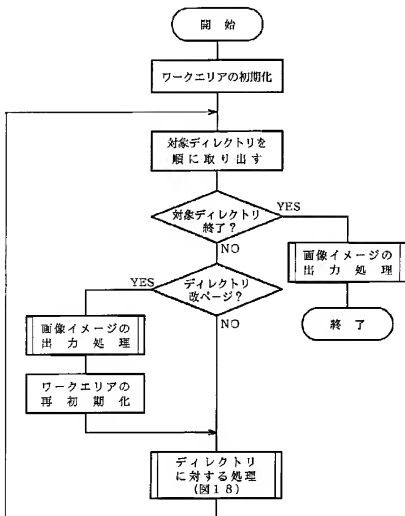 開　始
ワークエリアの初期化
対象ディレクトリを
順に取り出す
対象ディレクトリ
終了？
YES
NO
画像イメージの
出　力　処　理
終　了
ディレクトリ
改ページ？
YES
NO
画像イメージの
出　力　処　理
ワークエリアの
再　初　期　化
ディレクトリ
に対する処理
(図１８)